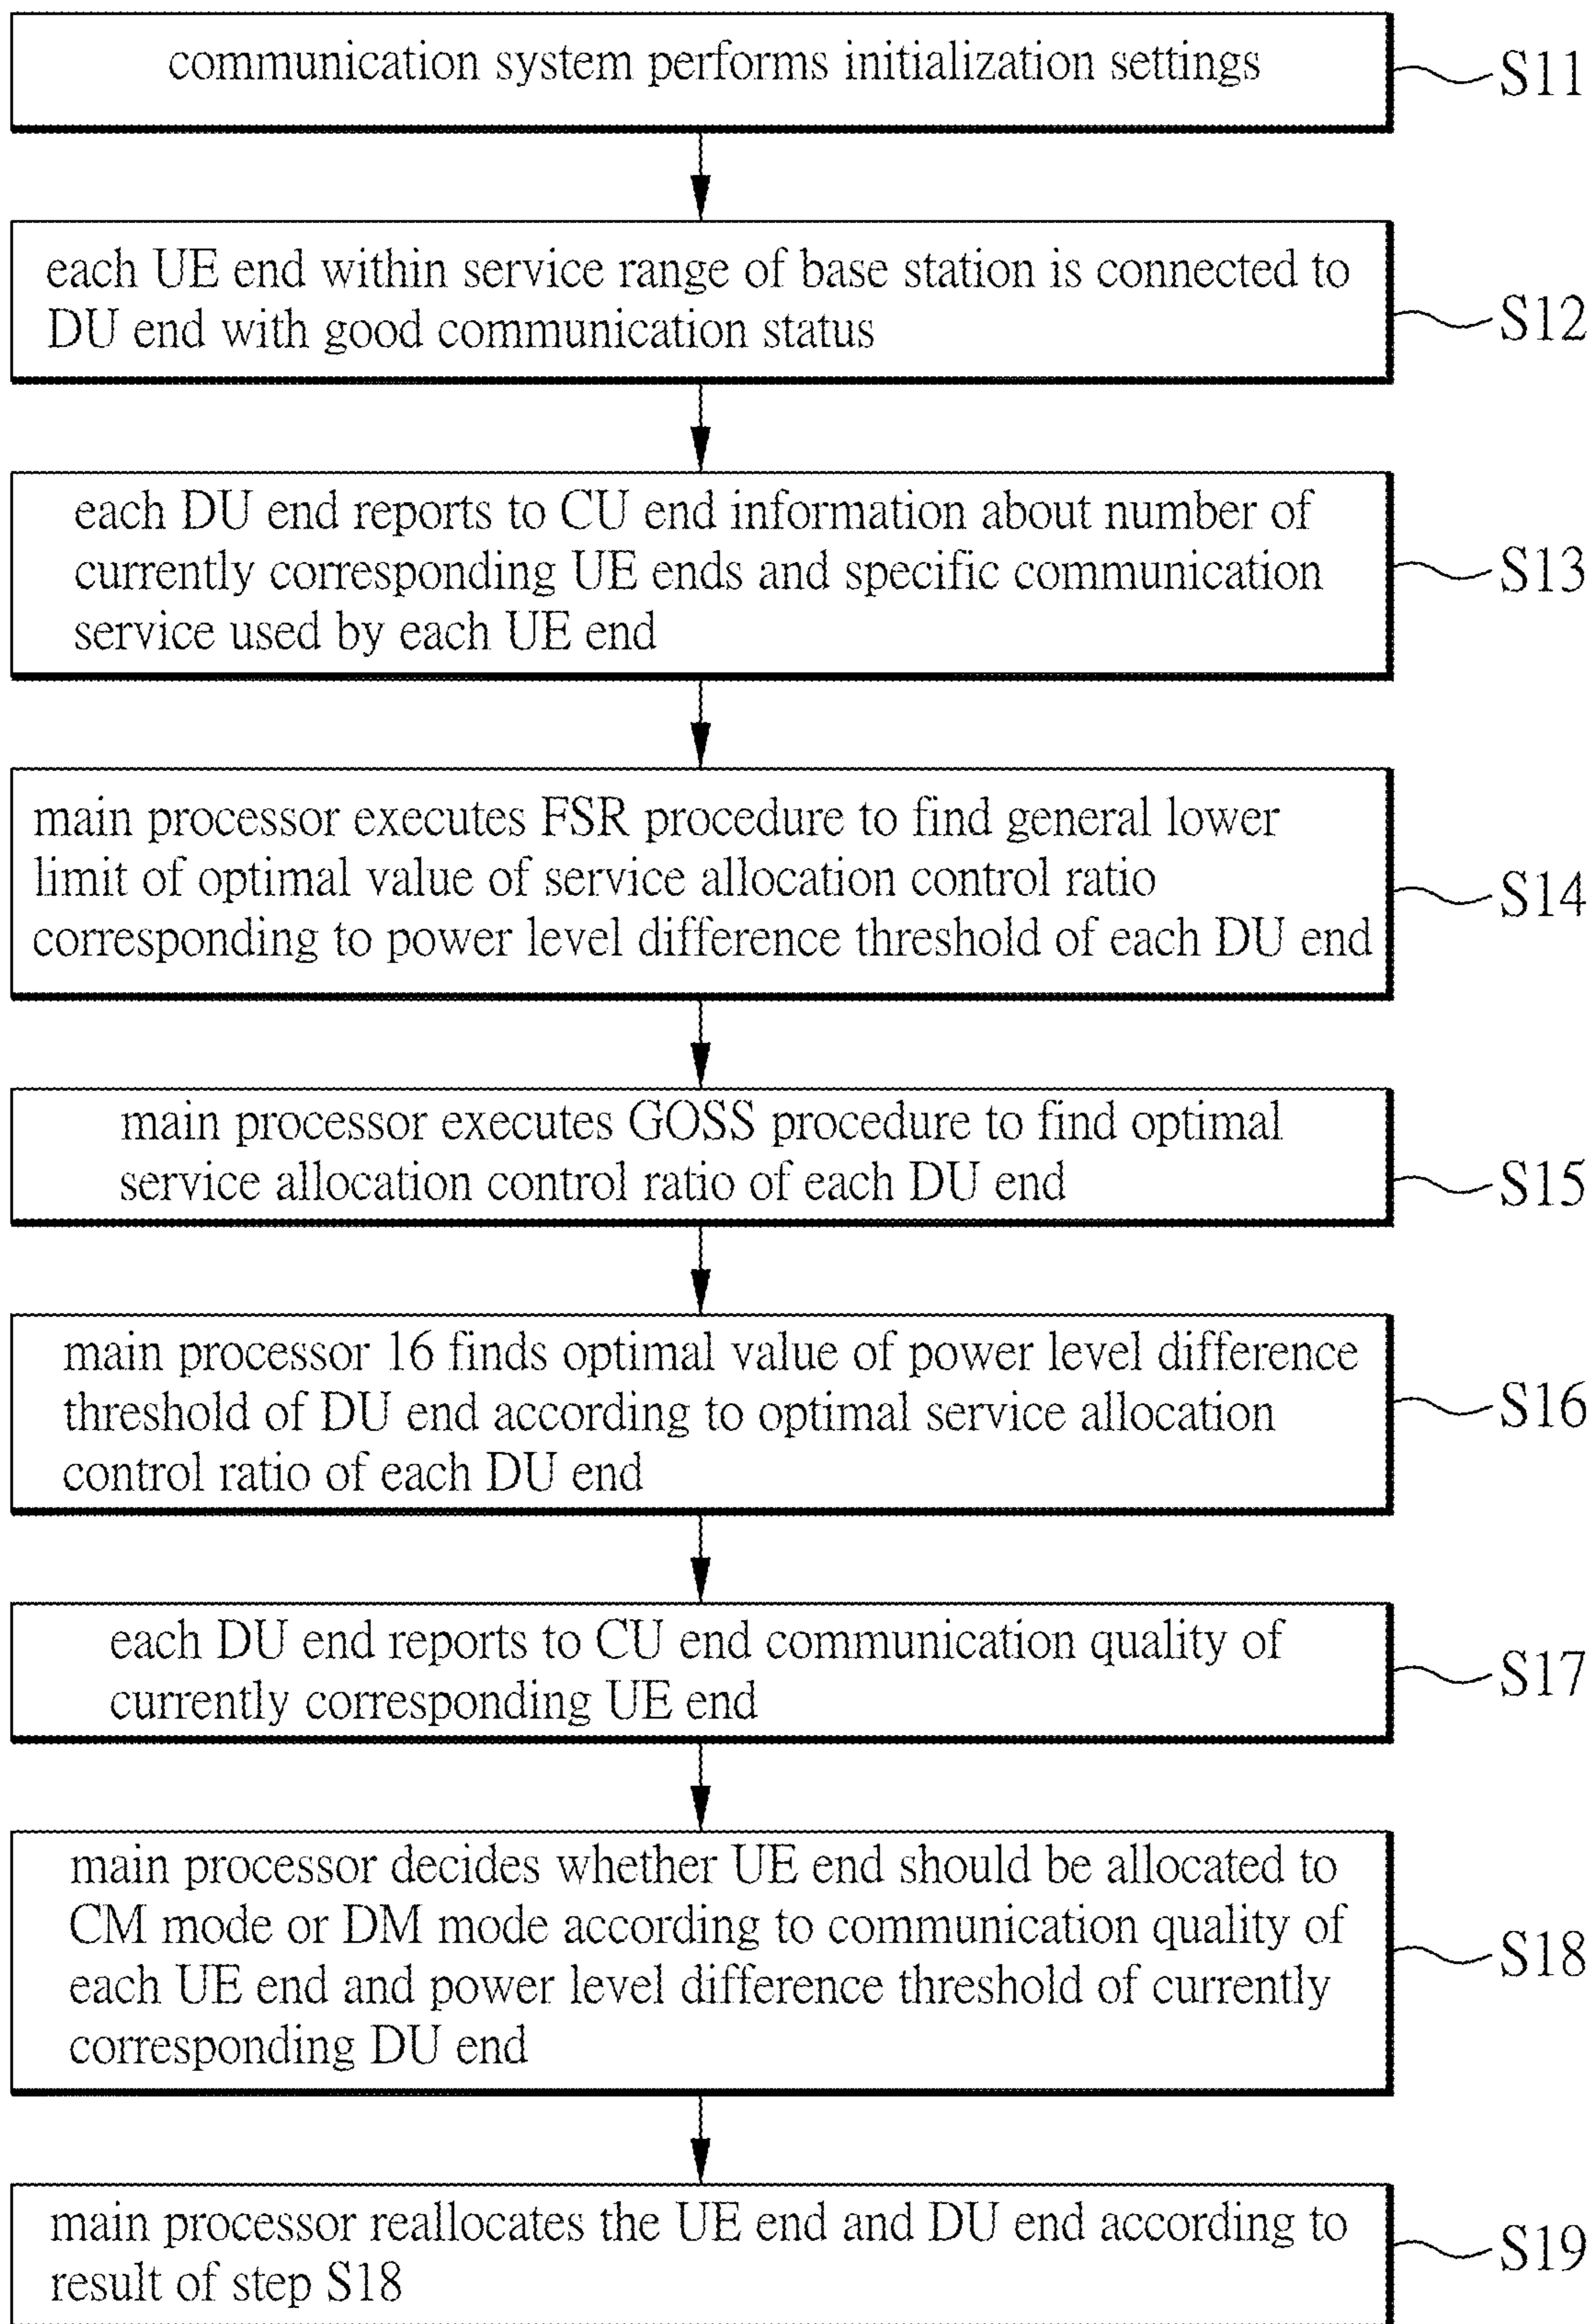 communication system performs initialization settings
S11
each UE end within service range of base station is connected to
DU end with good communication status
S12
each DU end reports to CU end information about number of
currently corresponding UE ends and specific communication
service used by each UE end
S13
main processor executes FSR procedure to find general lower
limit of optimal value of service allocation control ratio
corresponding to power level difference threshold of each DU end
S14
main processor executes GOSS procedure to find optimal
service allocation control ratio of each DU end
S15
main processor 16 finds optimal value of power level difference
threshold of DU end according to optimal service allocation
control ratio of each DU end
S16
each DU end reports to CU end communication quality of
currently corresponding UE end
S17
main processor decides whether UE end should be allocated to
CM mode or DM mode according to communication quality of
each UE end and power level difference threshold of currently
corresponding DU end
S18
main processor reallocates the UE end and DU end according to
result of step S18
S19